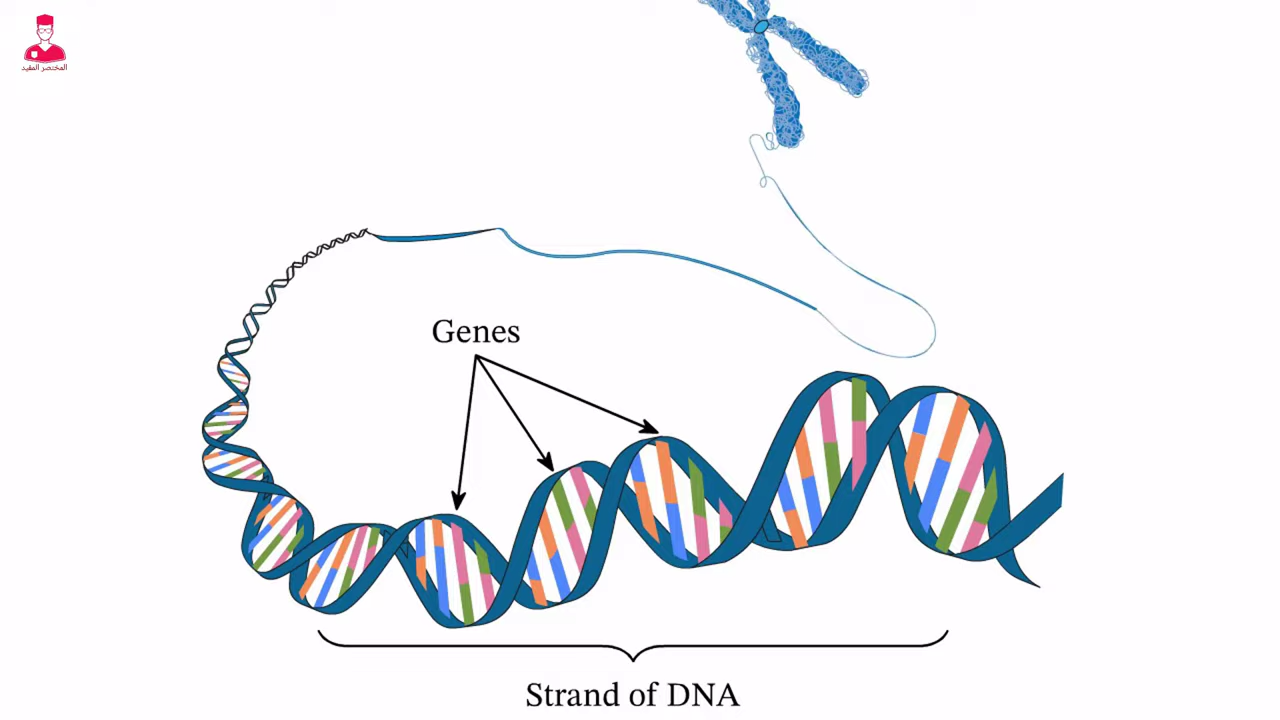 المختصر المفيد
Genes
Strand of DNA